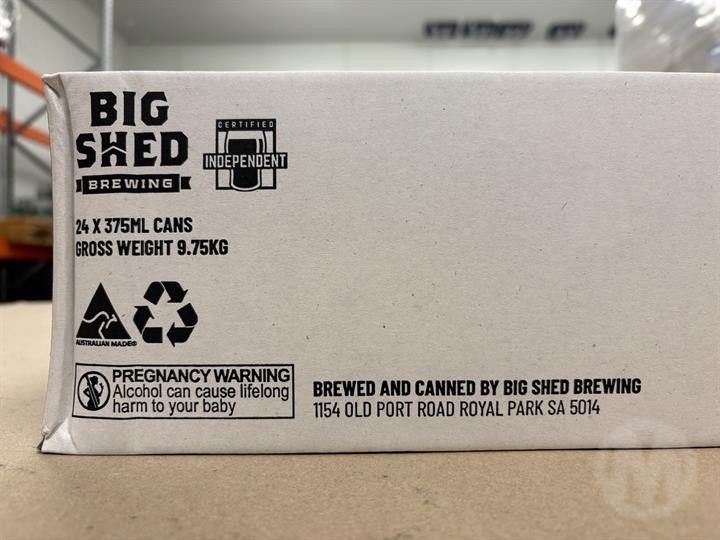 BIG
SHED
BREWING
CERTIFIED
INDEPENDENT
24 X 375ML CANS
GROSS WEIGHT 9.75KG
AUSTRALIAN MADE®
PREGNANCY WARNING
Alcohol can cause lifelong
harm to your baby
BREWED AND CANNED BY BIG SHED BREWING
1154 OLD PORT ROAD ROYAL PARK SA 5014